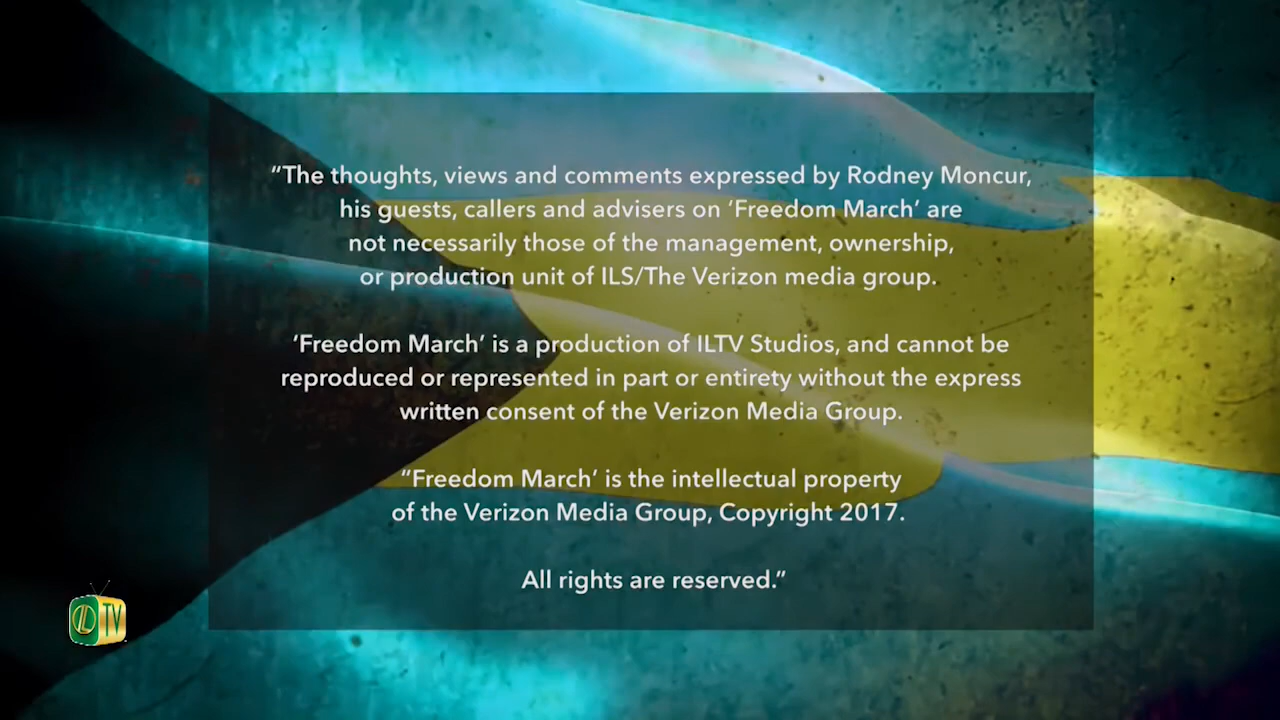 “The thoughts, views and comments expressed by Rodney Moncur,
his guests, callers and advisers on ‘Freedom March’ are
not necessarily those of the management, ownership,
or production unit of ILS/The Verizon media group.
‘Freedom March’ is a production of ILTV Studios, and cannot be
reproduced or represented in part or entirety without the express
written consent of the Verizon Media Group.
“Freedom March’ is the intellectual property
of the Verizon Media Group, Copyright 2017.
All rights are reserved.”
IL TV